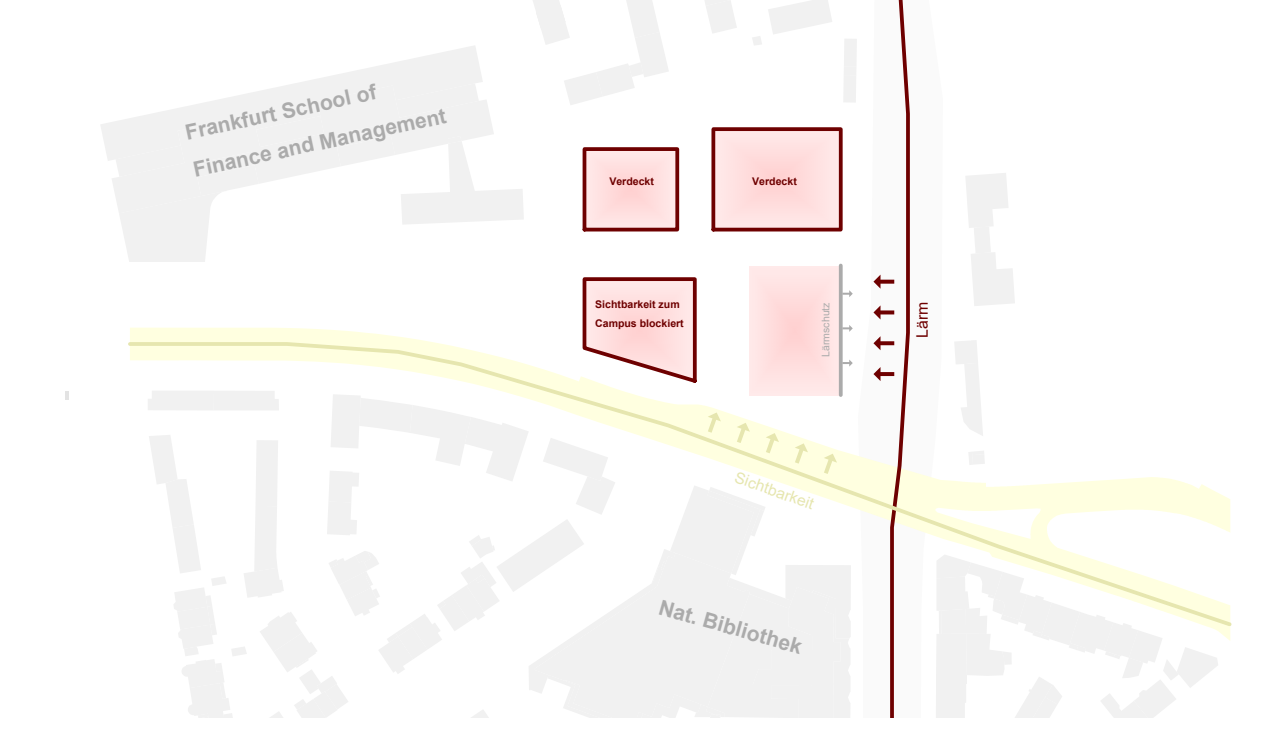 Frankfurt School of
Finance and Management
Verdeckt
Verdeckt
Sichtbarkeit zum
Campus blockiert
Lärmschutz
Lärm
Sichtbarkeit
Nat. Bibliothek